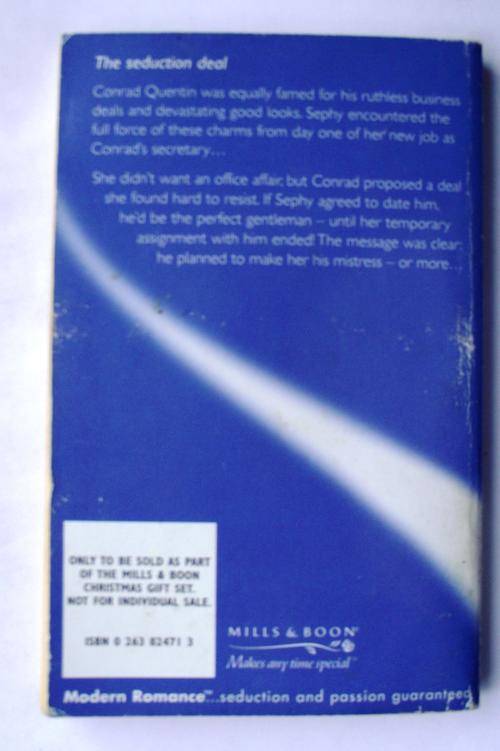 The seduction deal
Conrad Quentin was equally famed for his ruthless business
deals and devastating good looks. Sephy encountered the
full force of these charms from day one of her new job as
Conrad's secretary...
She didn't want an office affair, but Conrad proposed a deal
she found hard to resist. If Sephy agreed to date him,
he'd be the perfect gentleman – until her temporary
assignment with him ended! The message was clear:
he planned to make her his mistress – or more...
ONLY TO BE SOLD AS PART
OF THE MILLS & BOON
CHRISTMAS GIFT SET.
NOT FOR INDIVIDUAL SALE.
ISBN 0 263 82471 3
MILLS & BOON®
Makes any time special™
Modern Romance™...seduction and passion guaranteed